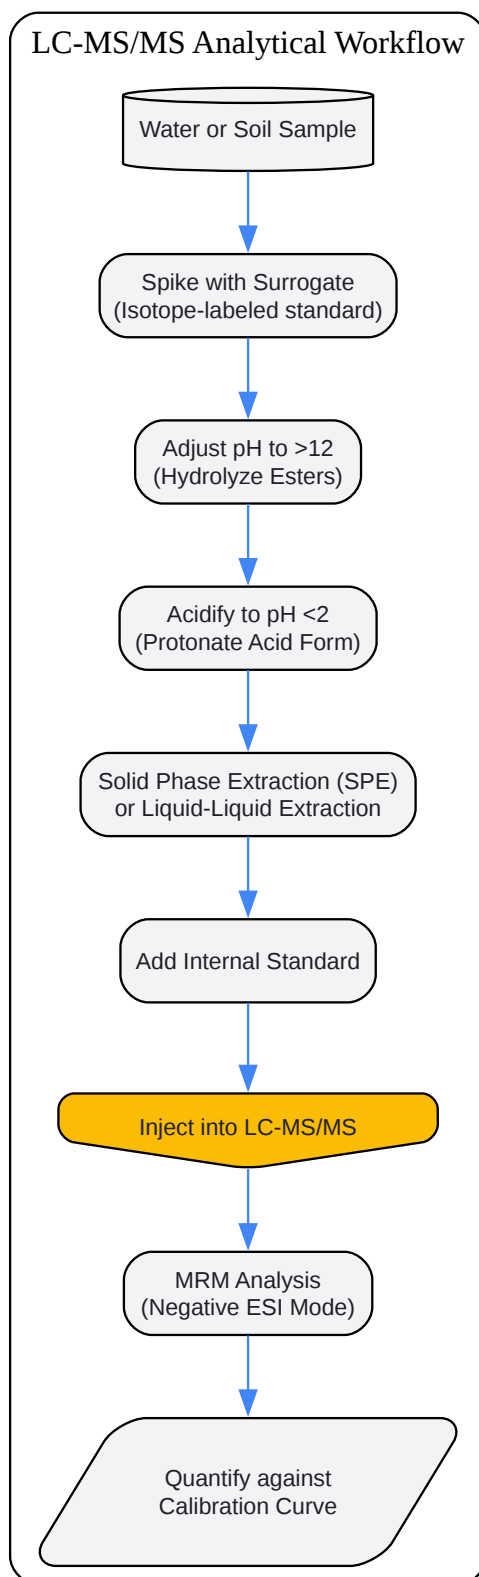 LC-MS/MS Analytical Workflow
Water or Soil Sample
Spike with Surrogate
(Isotope-labeled standard)
Adjust pH to >12
(Hydrolyze Esters)
Acidify to pH <2
(Protonate Acid Form)
Solid Phase Extraction (SPE)
or Liquid-Liquid Extraction
Add Internal Standard
Inject into LC-MS/MS
MRM Analysis
(Negative ESI Mode)
Quantify against
Calibration Curve